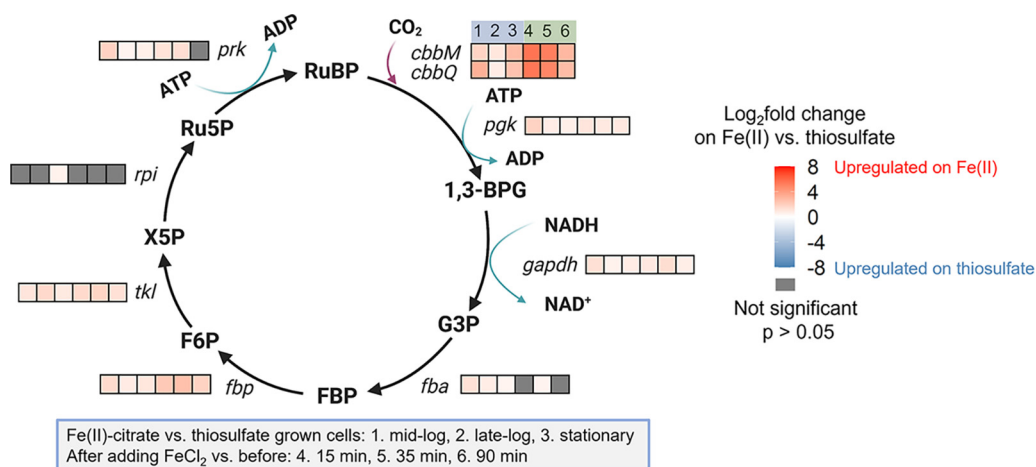 1 2 3 4 5 6
ADP
prk
ATP
CO₂
cbbM
cbbQ
RuBP
ATP
pgk
ADP
Ru5P
1,3-BPG
rpi
NADH
X5P
gapdh
tkl
NAD⁺
G3P
F6P
fbp
FBP
fba
Log₂fold change
on Fe(II) vs. thiosulfate
8 Upregulated on Fe(II)
4
0
-4
-8 Upregulated on thiosulfate
Not significant
p > 0.05
Fe(II)-citrate vs. thiosulfate grown cells: 1. mid-log, 2. late-log, 3. stationary
After adding FeCl₂ vs. before: 4. 15 min, 5. 35 min, 6. 90 min